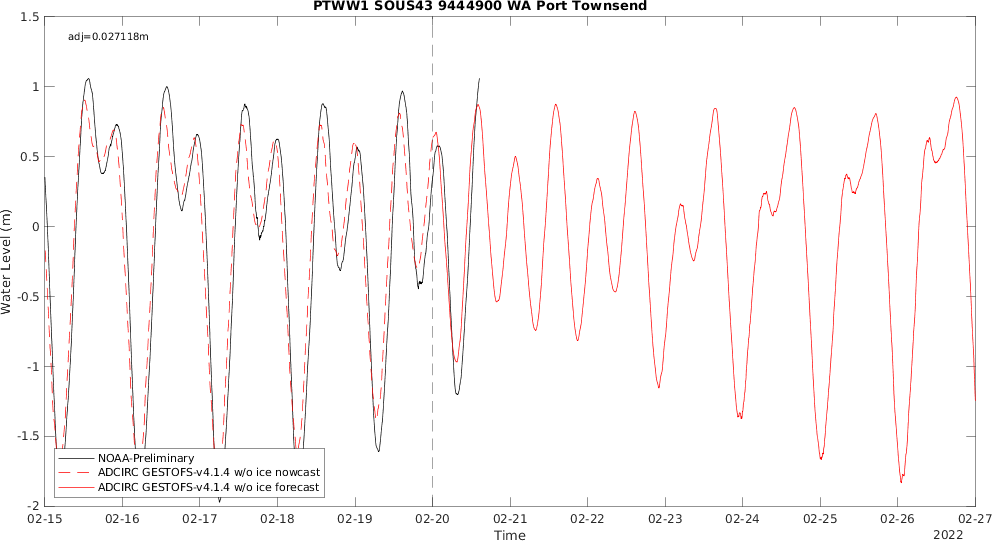 PTWW1 SOUS43 9444900 WA Port Townsend
adj=0.027118m
1.5
1
0.5
0
-0.5
-1
-1.5
-2
Water Level (m)
NOAA-Preliminary
ADCIRC GESTOFS-v4.1.4 w/o ice nowcast
ADCIRC GESTOFS-v4.1.4 w/o ice forecast
02-15 02-16 02-17 02-18 02-19 02-20 02-21 02-22 02-23 02-24 02-25 02-26 02-27
Time
2022